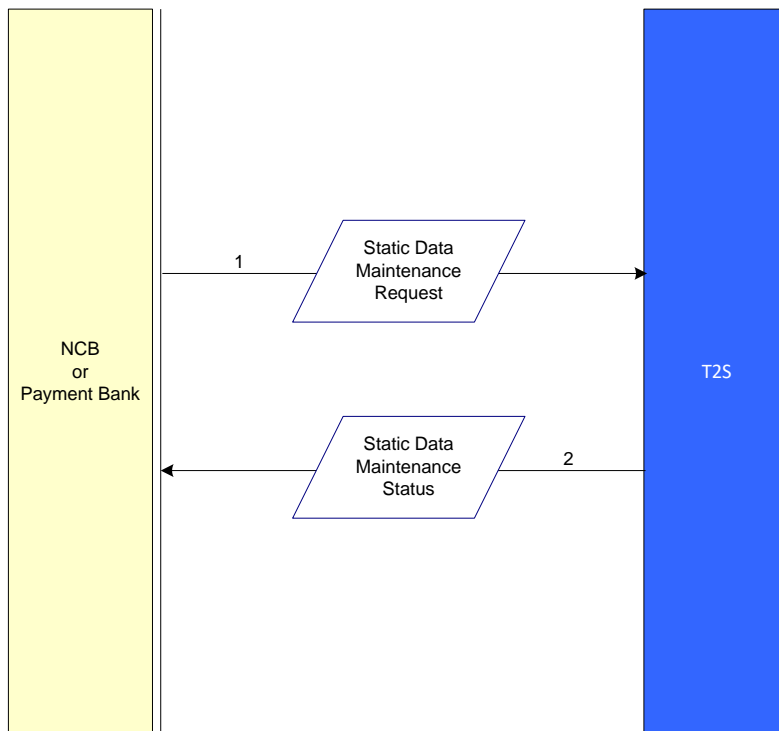 1
Static Data
Maintenance
Request
NCB
or
Payment Bank
T2S
Static Data
Maintenance
Status
2